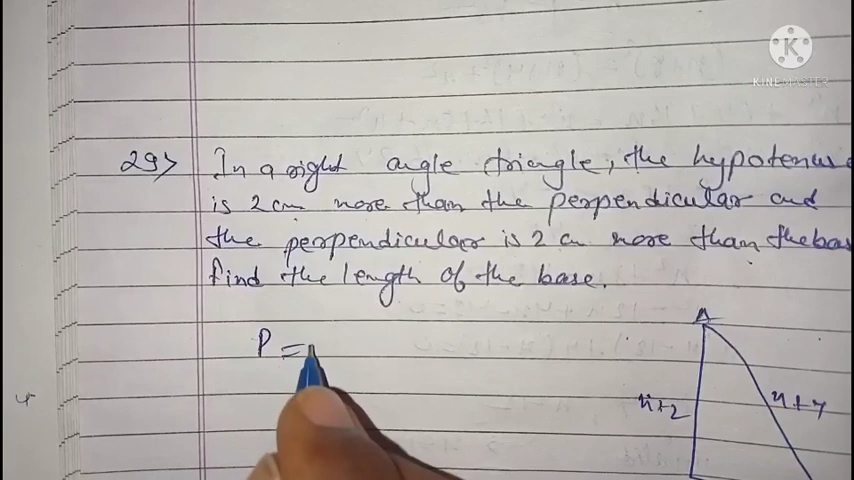 K
KINEMASTER
29> In a right angle triangle, the hypotenuse
is 2 cm more than the perpendicular and
the perpendicular is 2 cm more than the bas
find the length of the base.
P =
A
x+2
x+4